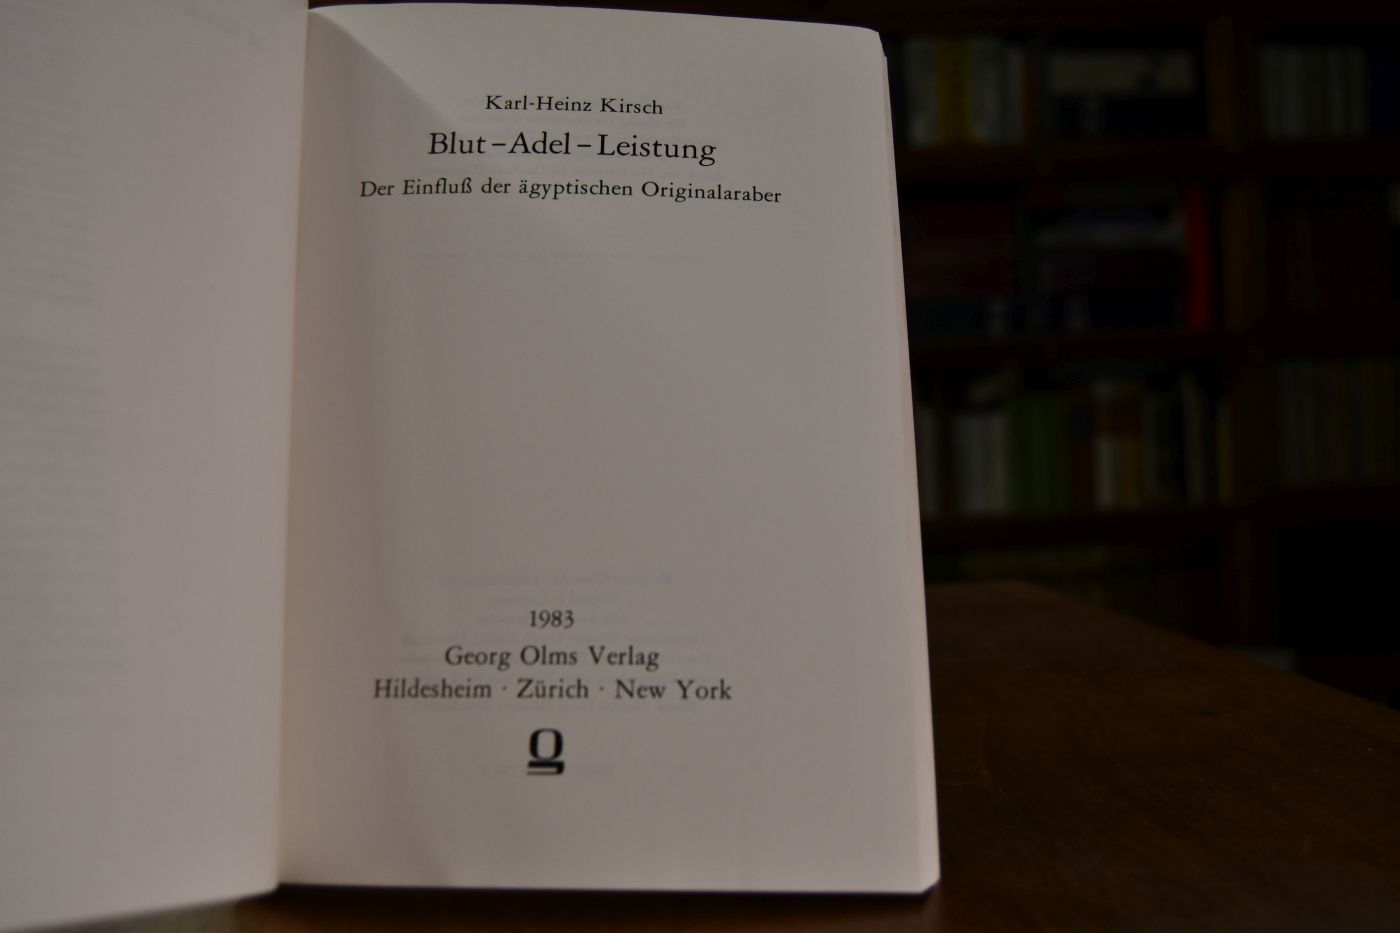 Karl-Heinz Kirsch
Blut–Adel–Leistung
Der Einfluß der ägyptischen Originalaraber
1983
Georg Olms Verlag
Hildesheim · Zürich · New York